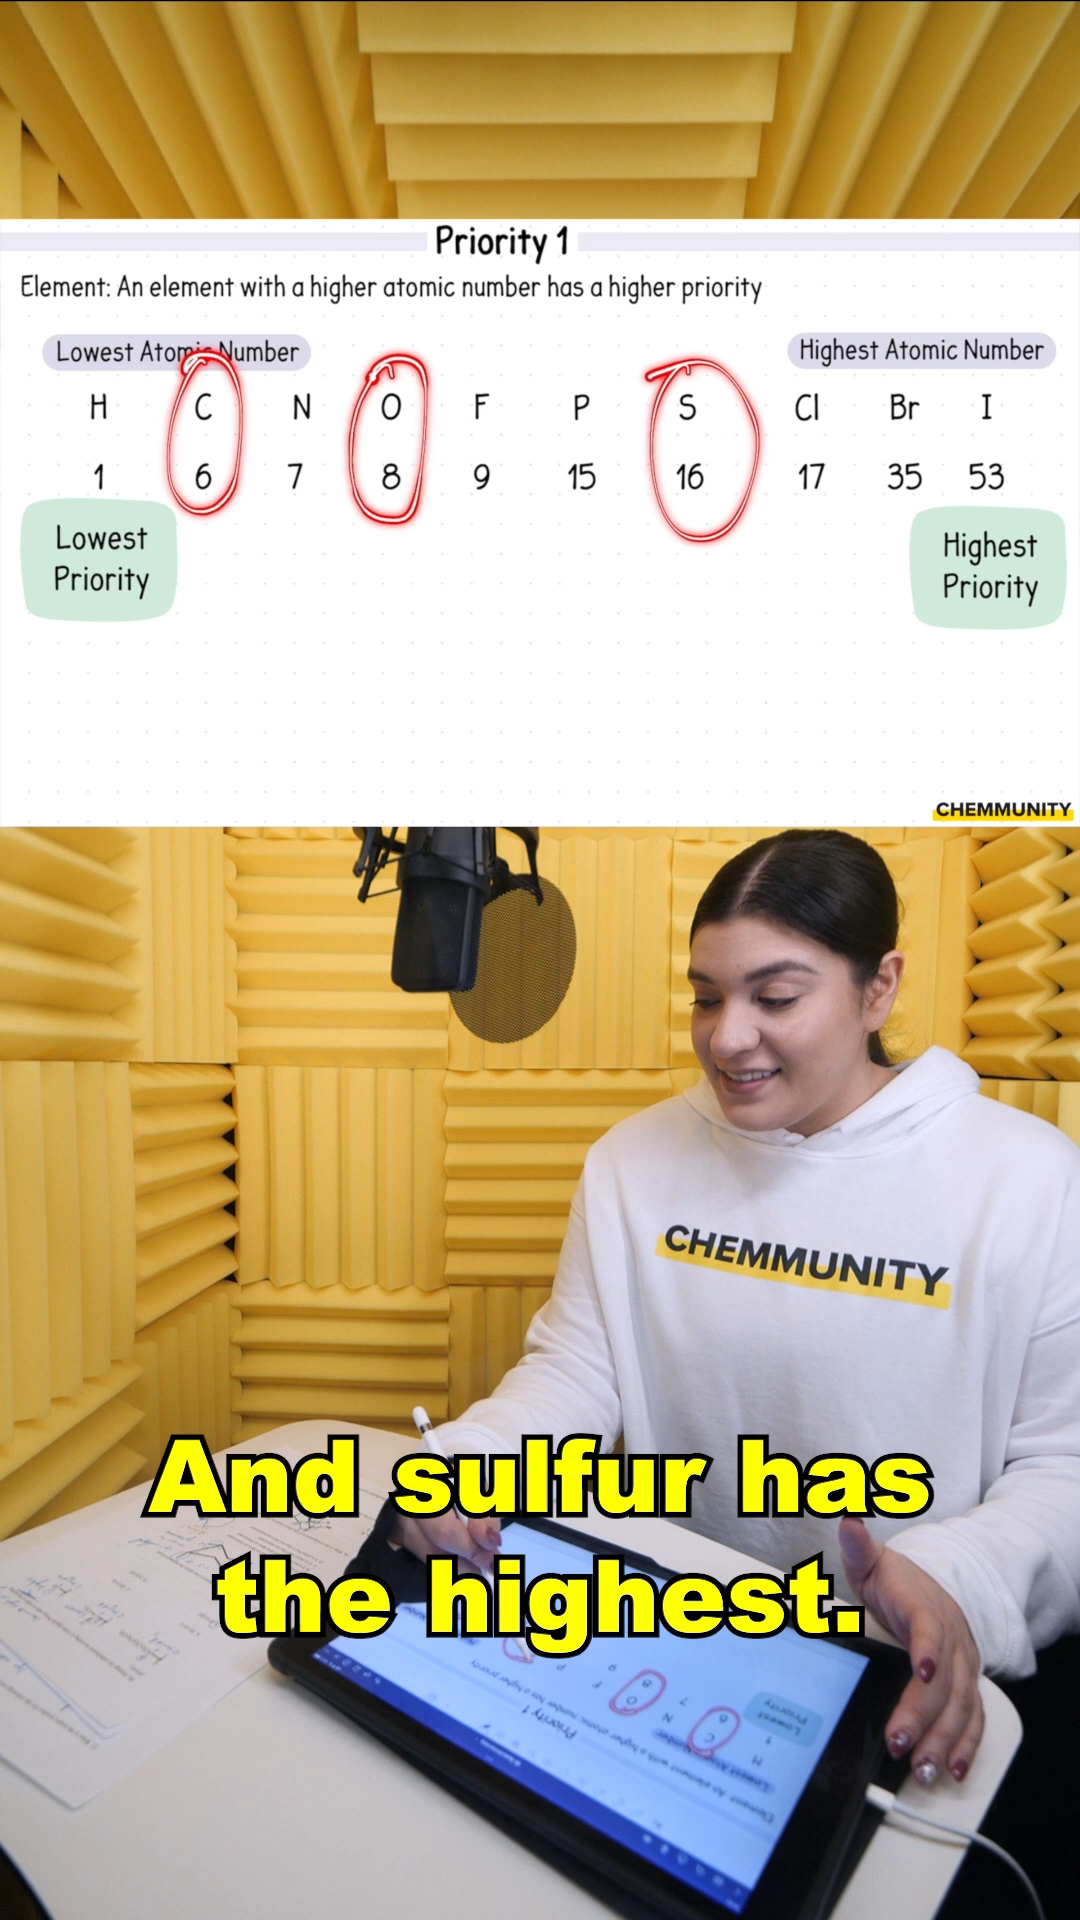 Priority 1
Element: An element with a higher atomic number has a higher priority
Lowest Atomic Number
Highest Atomic Number
H C N O F P S Cl Br I
1 6 7 8 9 15 16 17 35 53
Lowest
Priority
Highest
Priority
CHEMMUNITY
CHEMMUNITY
And sulfur has
the highest.